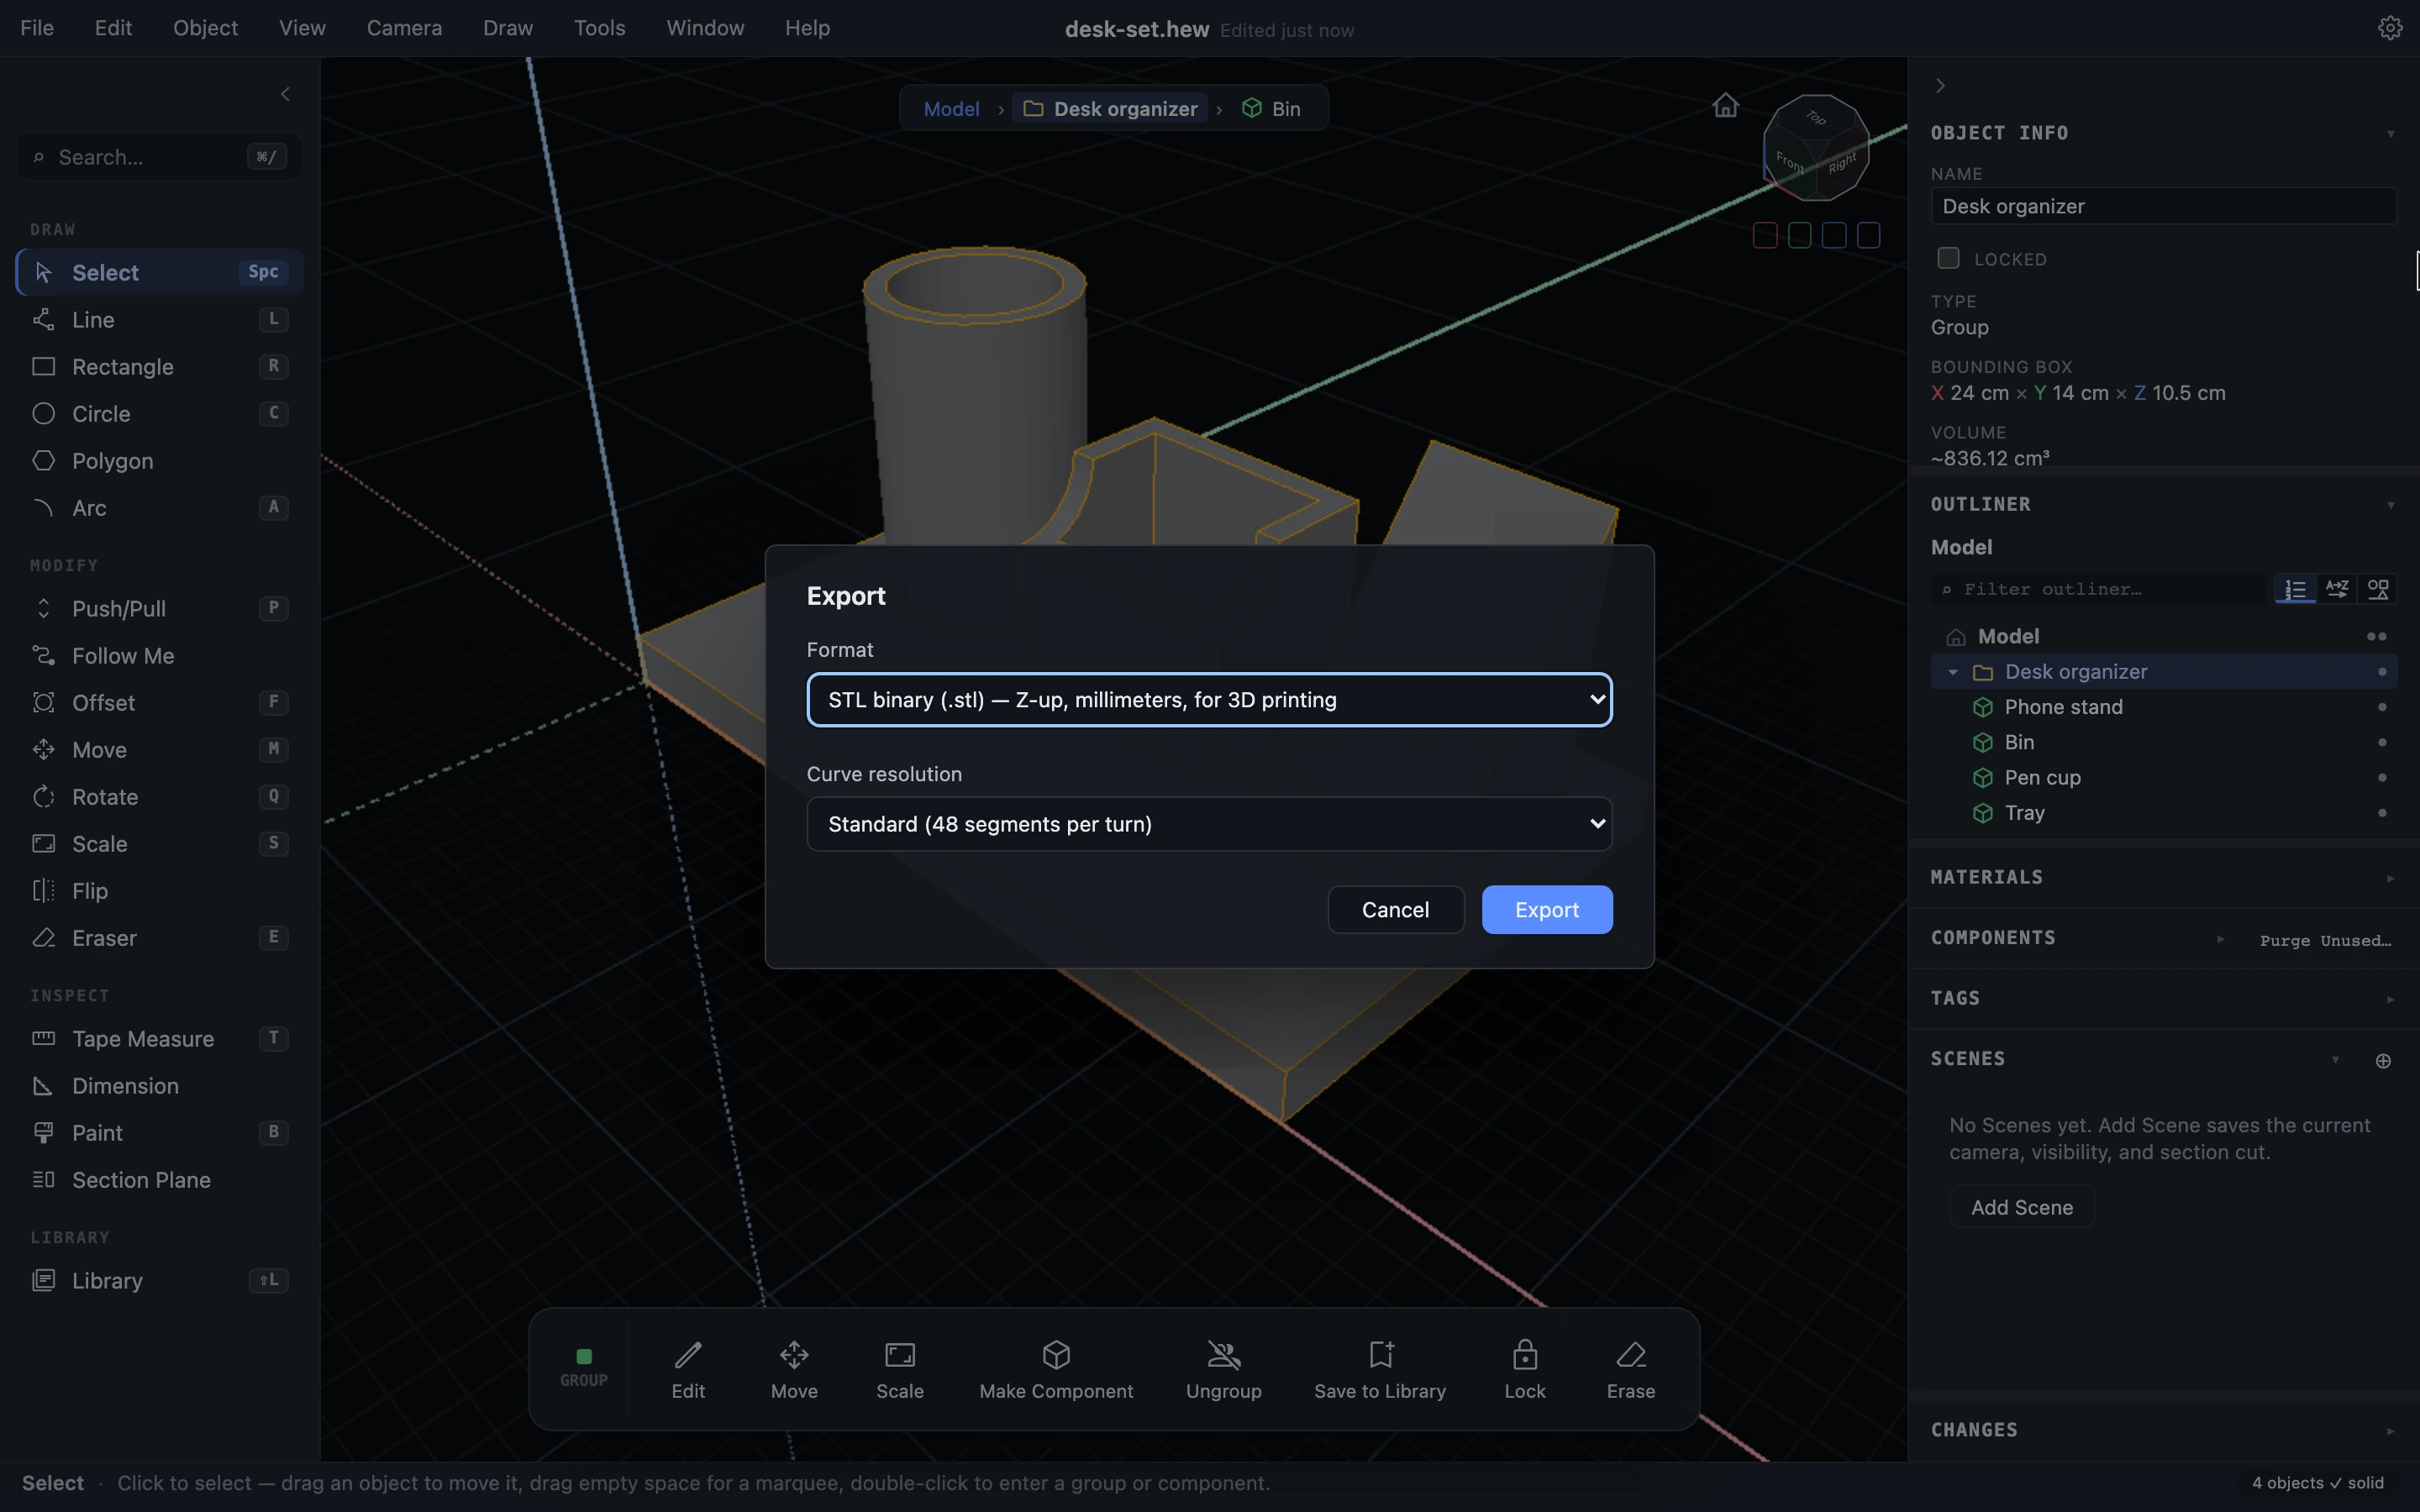 File Edit Object View Camera Draw Tools Window Help
desk-set.hew Edited just now
Search... ⌘/
DRAW
Select Spc
Line L
Rectangle R
Circle C
Polygon
Arc A
MODIFY
Push/Pull P
Follow Me
Offset F
Move M
Rotate Q
Scale S
Flip
Eraser E
INSPECT
Tape Measure T
Dimension
Paint B
Section Plane
LIBRARY
Library ⇧L
Model › Desk organizer › Bin
Top
Front
Right
Export
Format
STL binary (.stl) — Z-up, millimeters, for 3D printing
Curve resolution
Standard (48 segments per turn)
Cancel Export
GROUP
Edit
Move
Scale
Make Component
Ungroup
Save to Library
Lock
Erase
OBJECT INFO
NAME
Desk organizer
LOCKED
TYPE
Group
BOUNDING BOX
X 24 cm × Y 14 cm × Z 10.5 cm
VOLUME
~836.12 cm³
OUTLINER
Model
Filter outliner…
Model
Desk organizer
Phone stand
Bin
Pen cup
Tray
MATERIALS
COMPONENTS Purge Unused…
TAGS
SCENES
No Scenes yet. Add Scene saves the current
camera, visibility, and section cut.
Add Scene
CHANGES
Select · Click to select — drag an object to move it, drag empty space for a marquee, double-click to enter a group or component.
4 objects ✓ solid